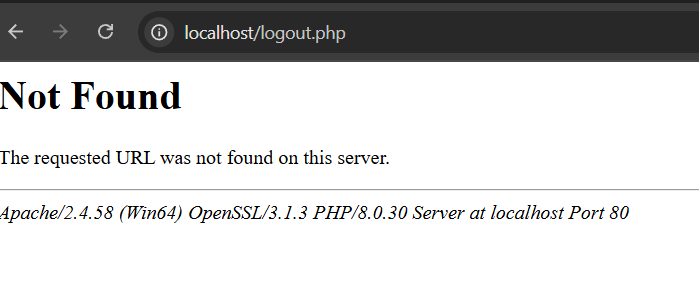 localhost/logout.php
Not Found
The requested URL was not found on this server.
Apache/2.4.58 (Win64) OpenSSL/3.1.3 PHP/8.0.30 Server at localhost Port 80